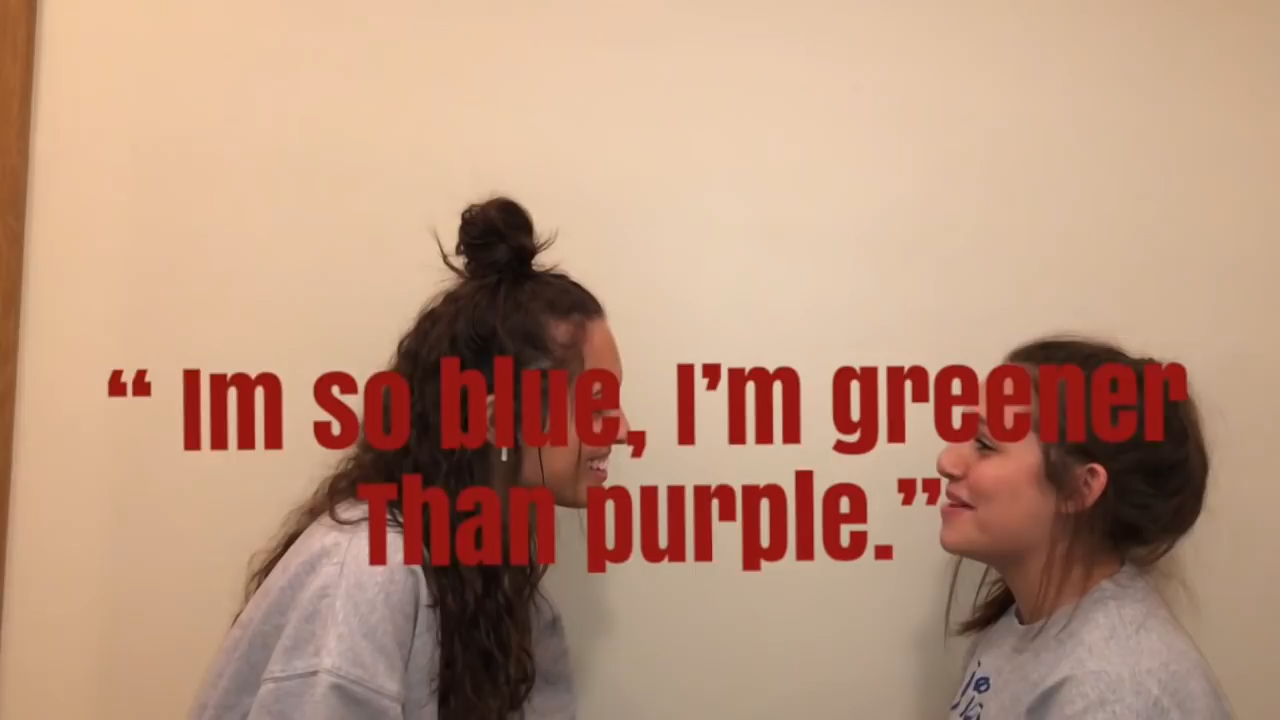 “ Im so blue, I’m greener
Than purple.”